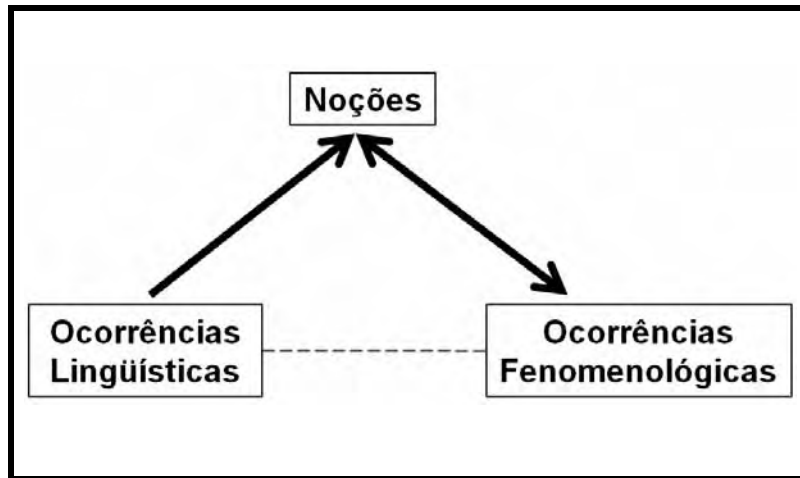 Noções
Ocorrências
Lingüísticas
Ocorrências
Fenomenológicas